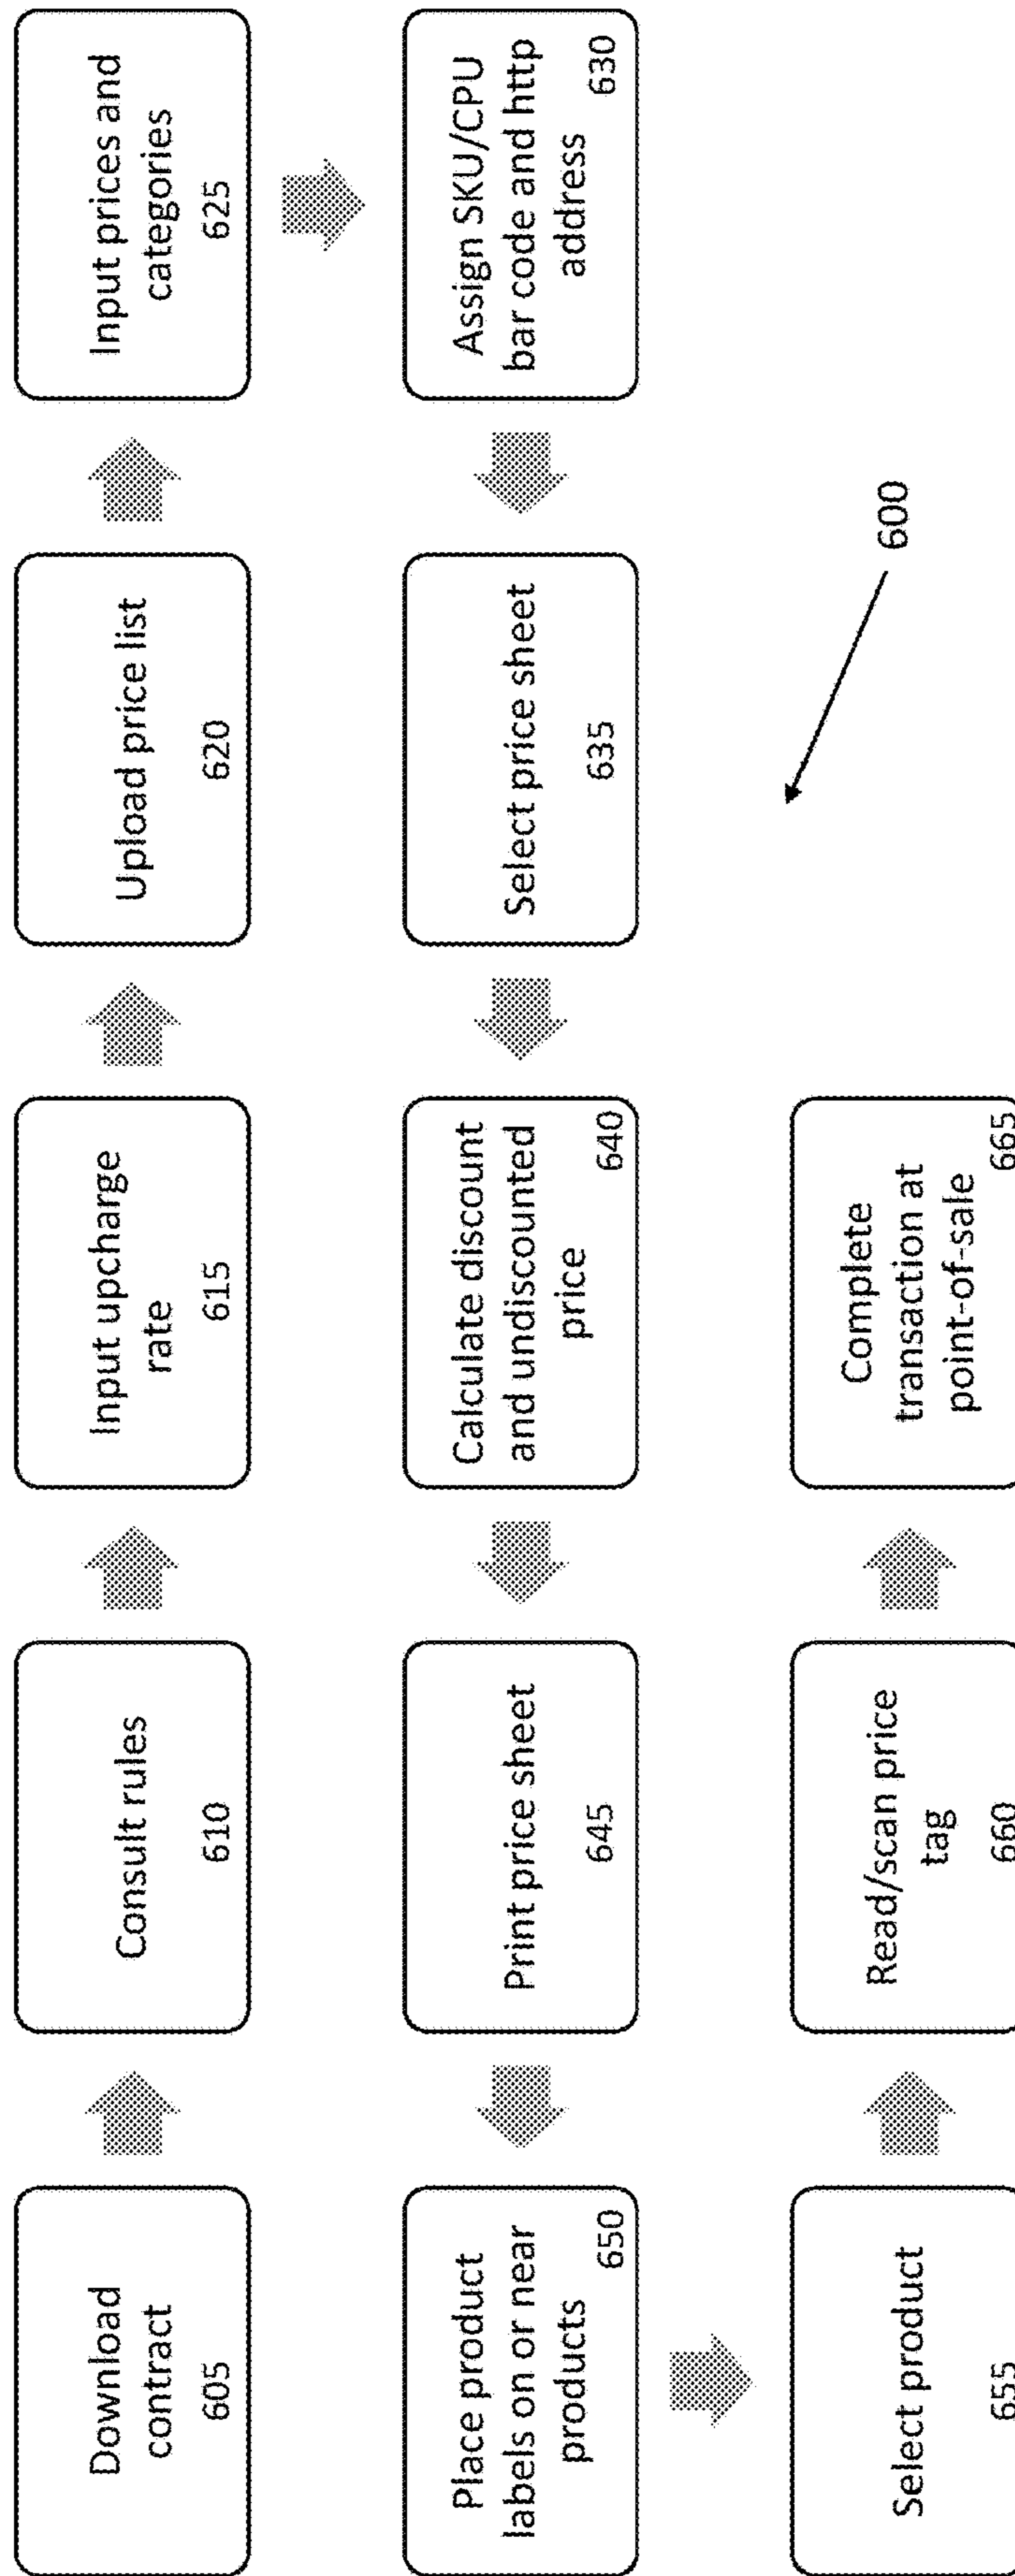 Download
contract
605
Consult rules
610
Input upcharge
rate
615
Upload price list
620
Input prices and
categories
625
Assign SKU/CPU
bar code and http
address
630
Select price sheet
635
Calculate discount
and undiscounted
price
640
Print price sheet
645
Place product
labels on or near
products
650
Select product
655
Read/scan price
tag
660
Complete
transaction at
point-of-sale
665
600